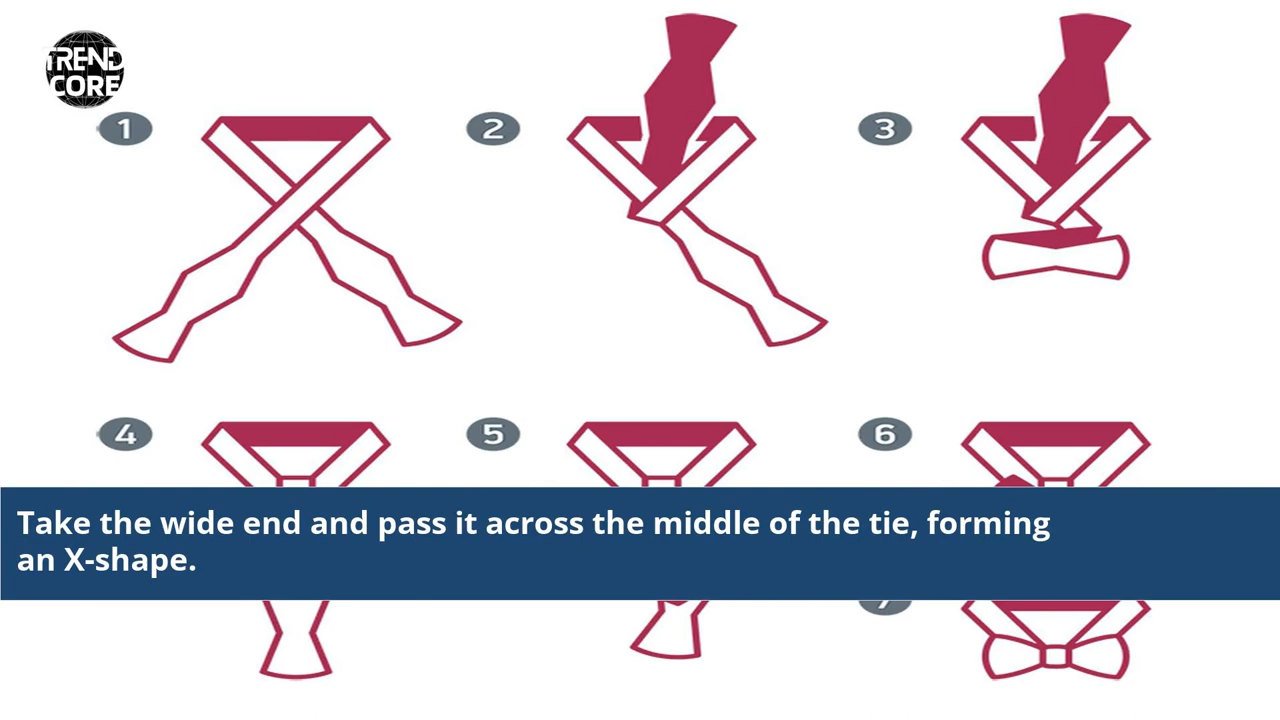 TREND
CORE
1
2
3
4
5
6
Take the wide end and pass it across the middle of the tie, forming
an X-shape.
7